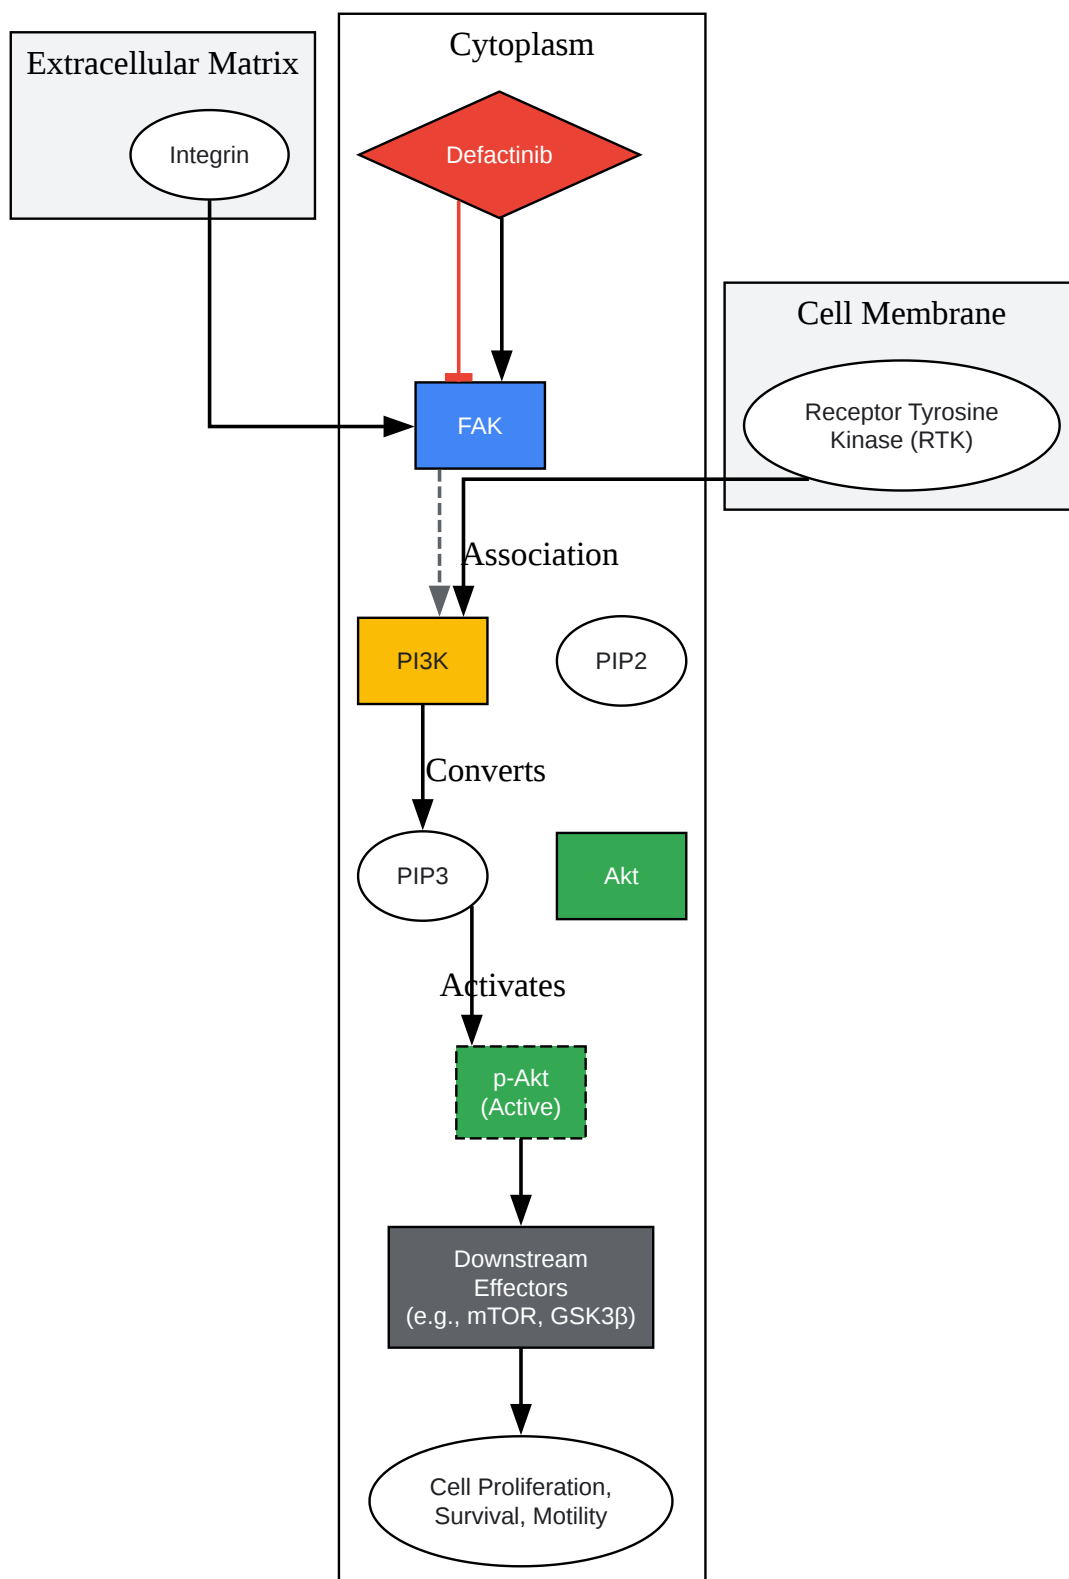 Cytoplasm
Extracellular Matrix
Integrin
Defactinib
Cell Membrane
Receptor Tyrosine
Kinase (RTK)
FAK
Association
PI3K
PIP2
Converts
PIP3
Akt
Activates
p-Akt
(Active)
Downstream
Effectors
(e.g., mTOR, GSK3β)
Cell Proliferation,
Survival, Motility